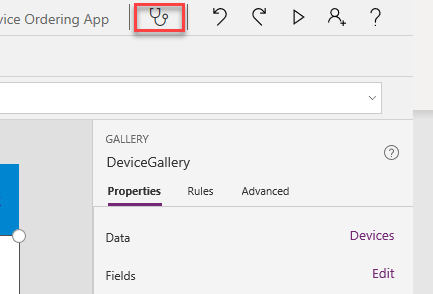 vice Ordering App
GALLERY
DeviceGallery
Properties Rules Advanced
Data Devices
Fields Edit